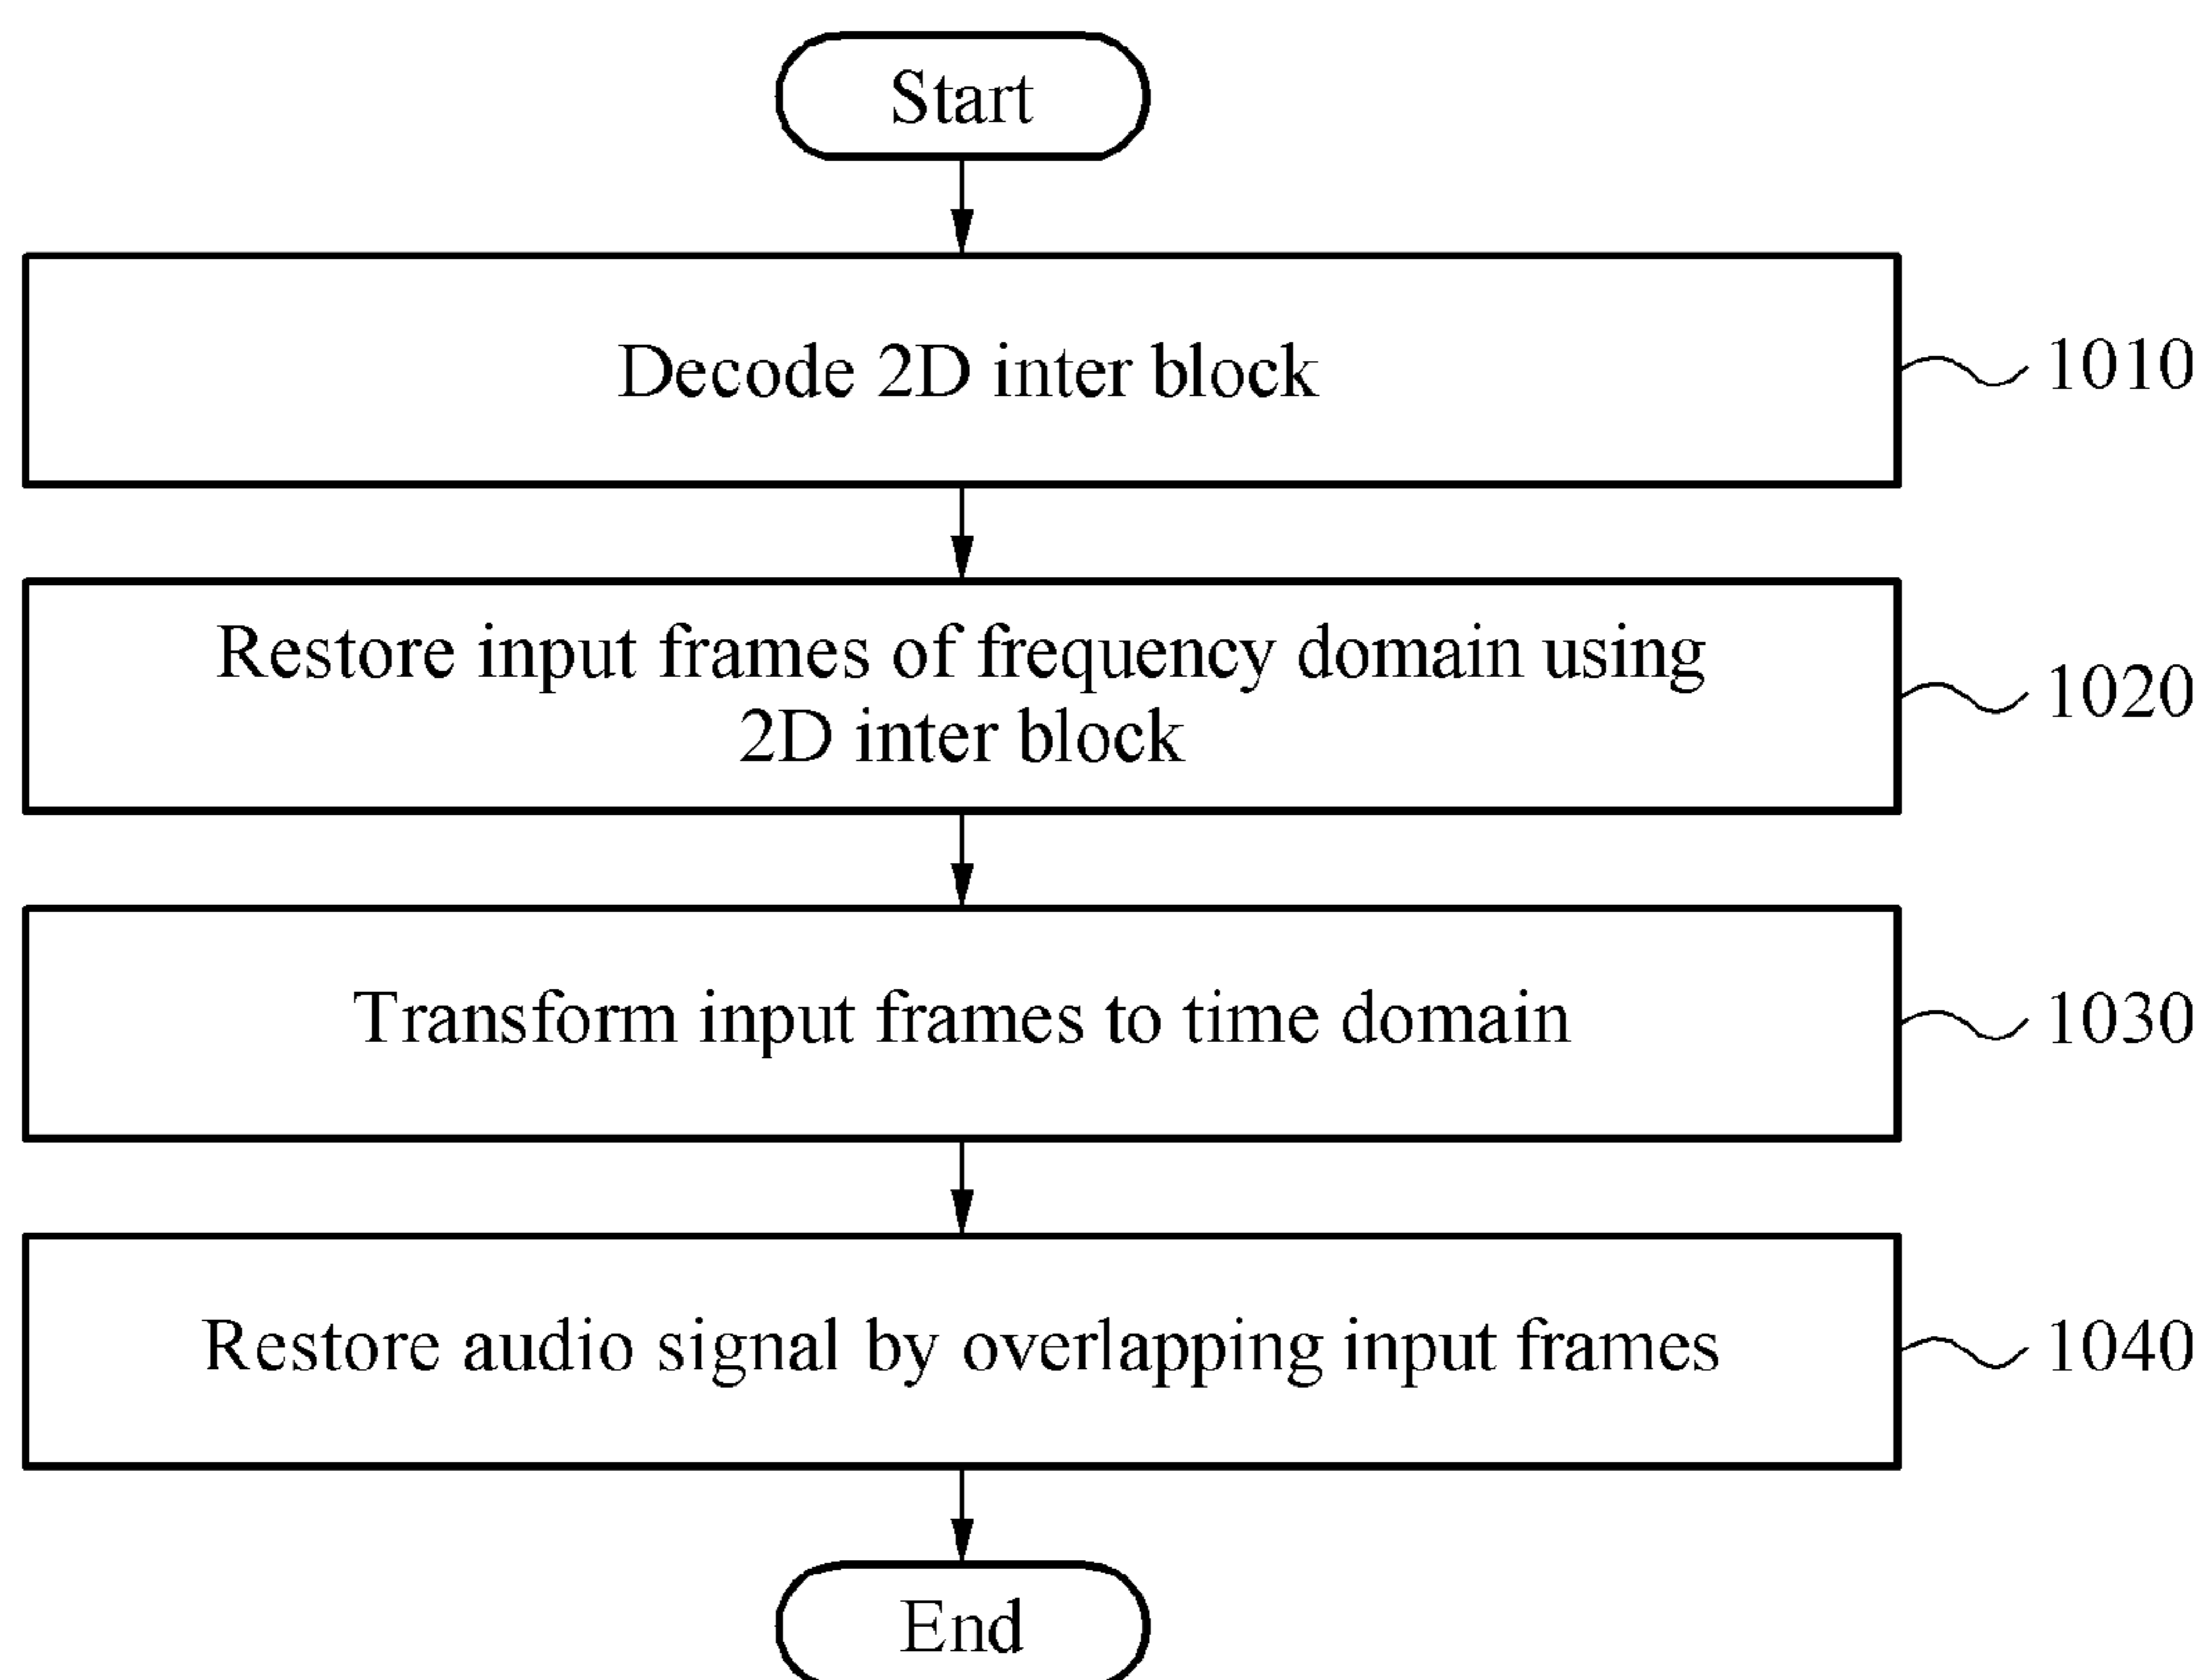 Start
Decode 2D inter block
1010
Restore input frames of frequency domain using
2D inter block
1020
Transform input frames to time domain
1030
Restore audio signal by overlapping input frames
1040
End